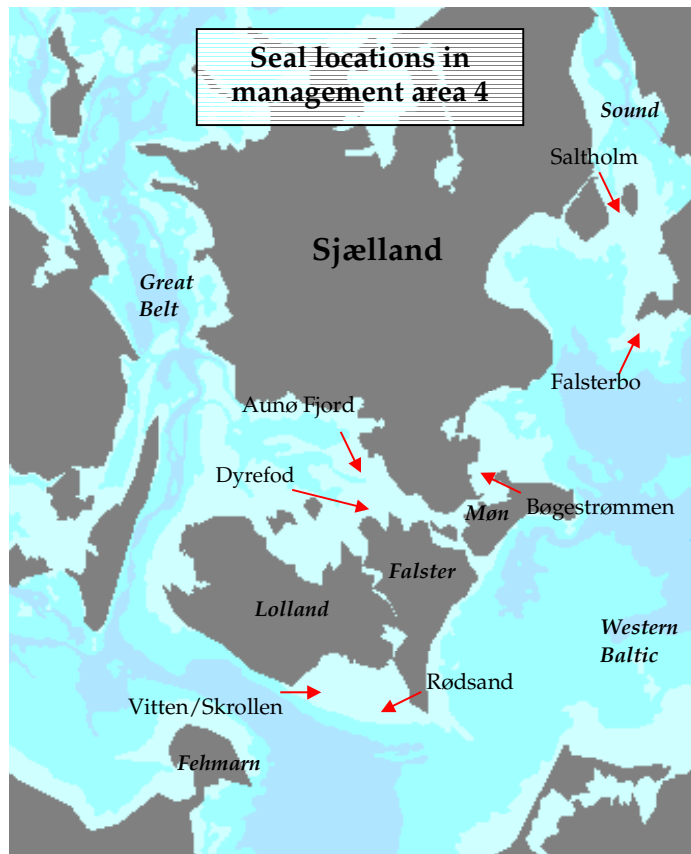 Seal locations in
management area 4
Sound
Saltholm
Sjælland
Great
Belt
Falsterbo
Aunø Fjord
Dyrefod
Bøgestrømmen
Møn
Falster
Lolland
Western
Baltic
Rødsand
Vitten/Skrollen
Fehmarn